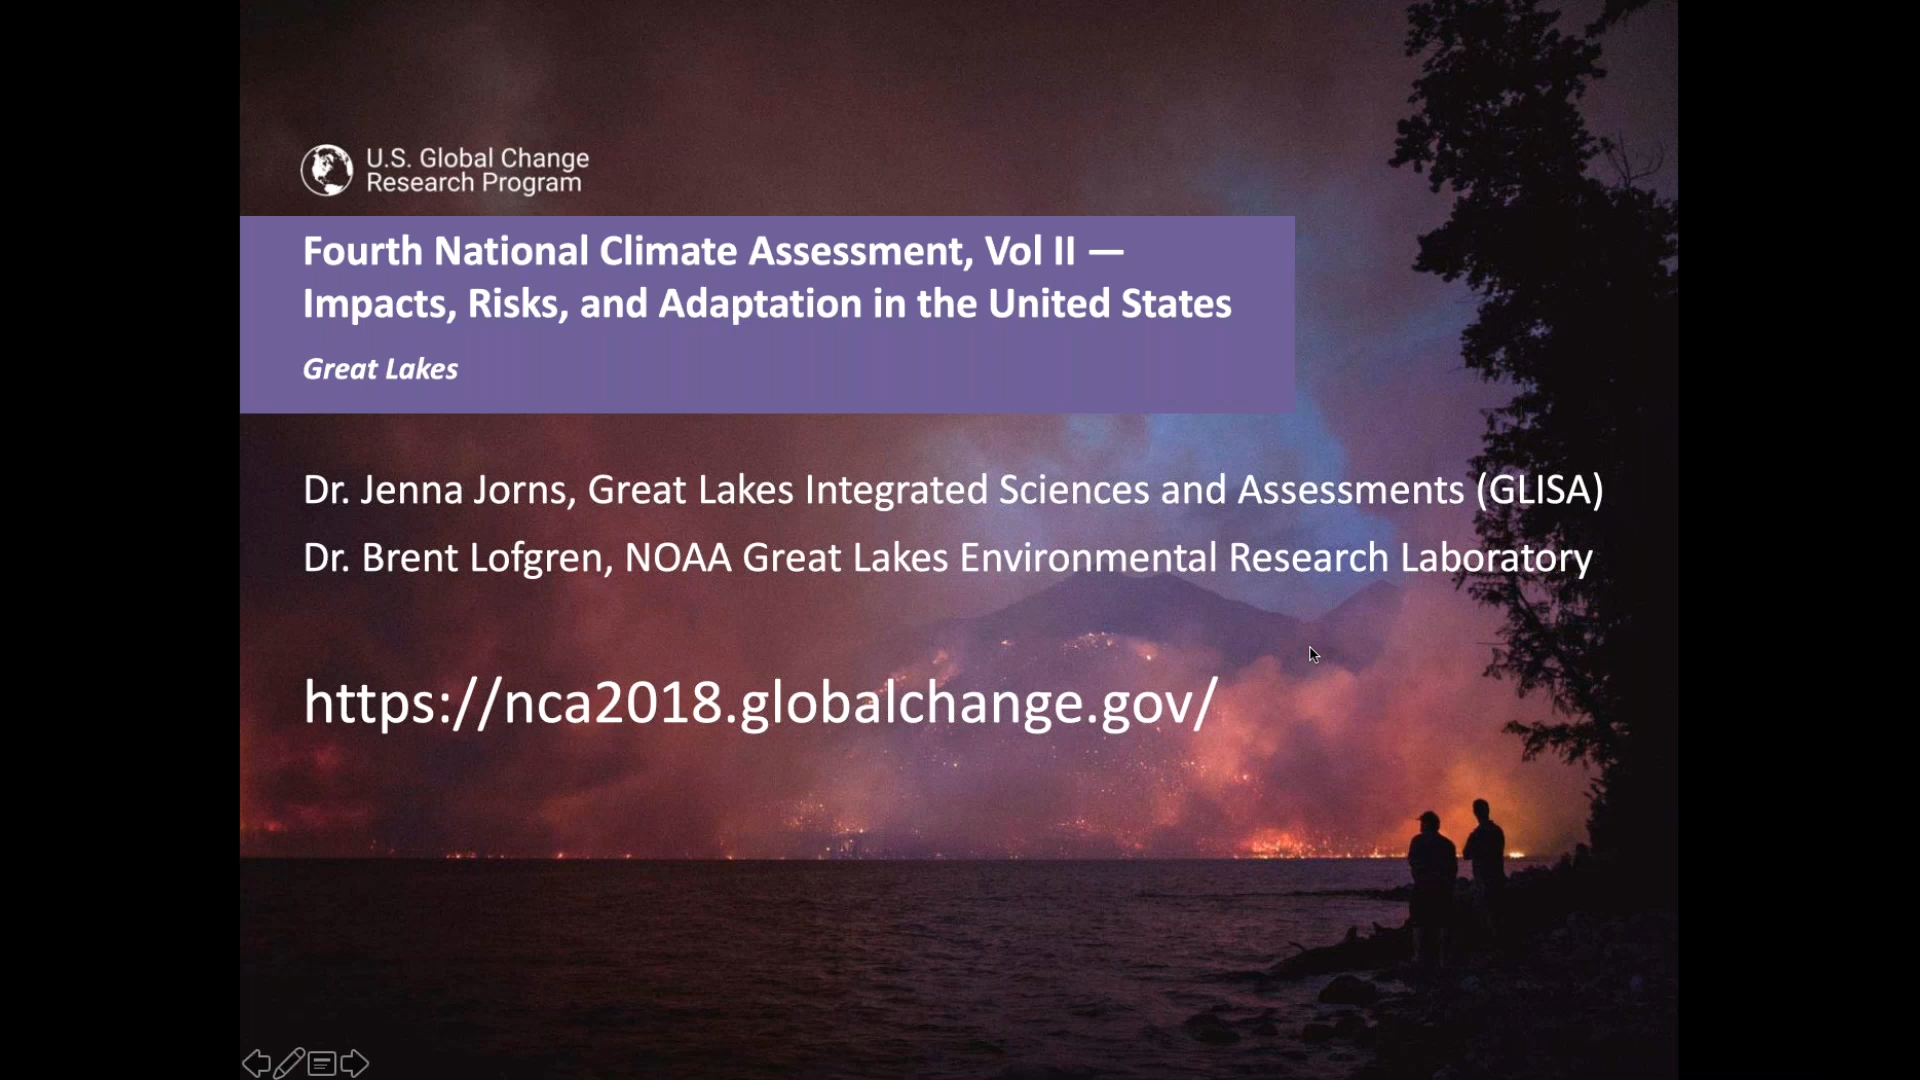 U.S. Global Change
Research Program
Fourth National Climate Assessment, Vol II —
Impacts, Risks, and Adaptation in the United States
Great Lakes
Dr. Jenna Jorns, Great Lakes Integrated Sciences and Assessments (GLISA)
Dr. Brent Lofgren, NOAA Great Lakes Environmental Research Laboratory
https://nca2018.globalchange.gov/